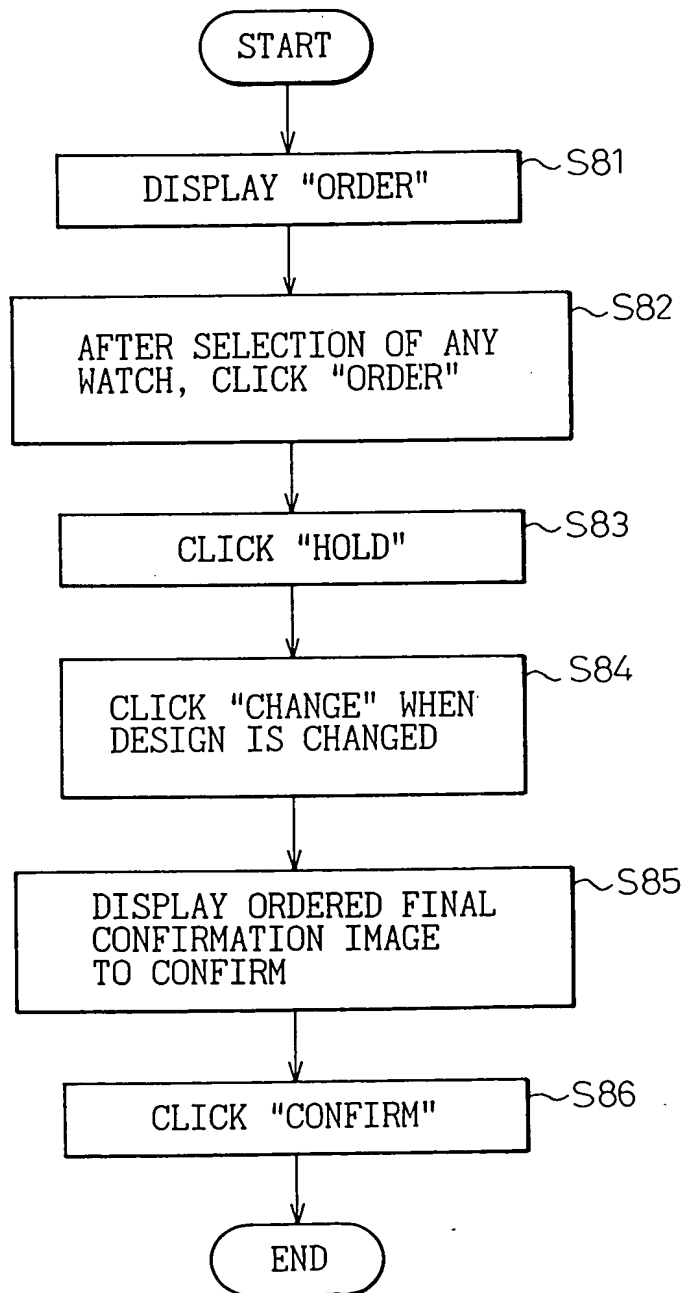 START
DISPLAY "ORDER"
S81
AFTER SELECTION OF ANY
WATCH, CLICK "ORDER"
S82
CLICK "HOLD"
S83
CLICK "CHANGE" WHEN
DESIGN IS CHANGED
S84
DISPLAY ORDERED FINAL
CONFIRMATION IMAGE
TO CONFIRM
S85
CLICK "CONFIRM"
S86
END